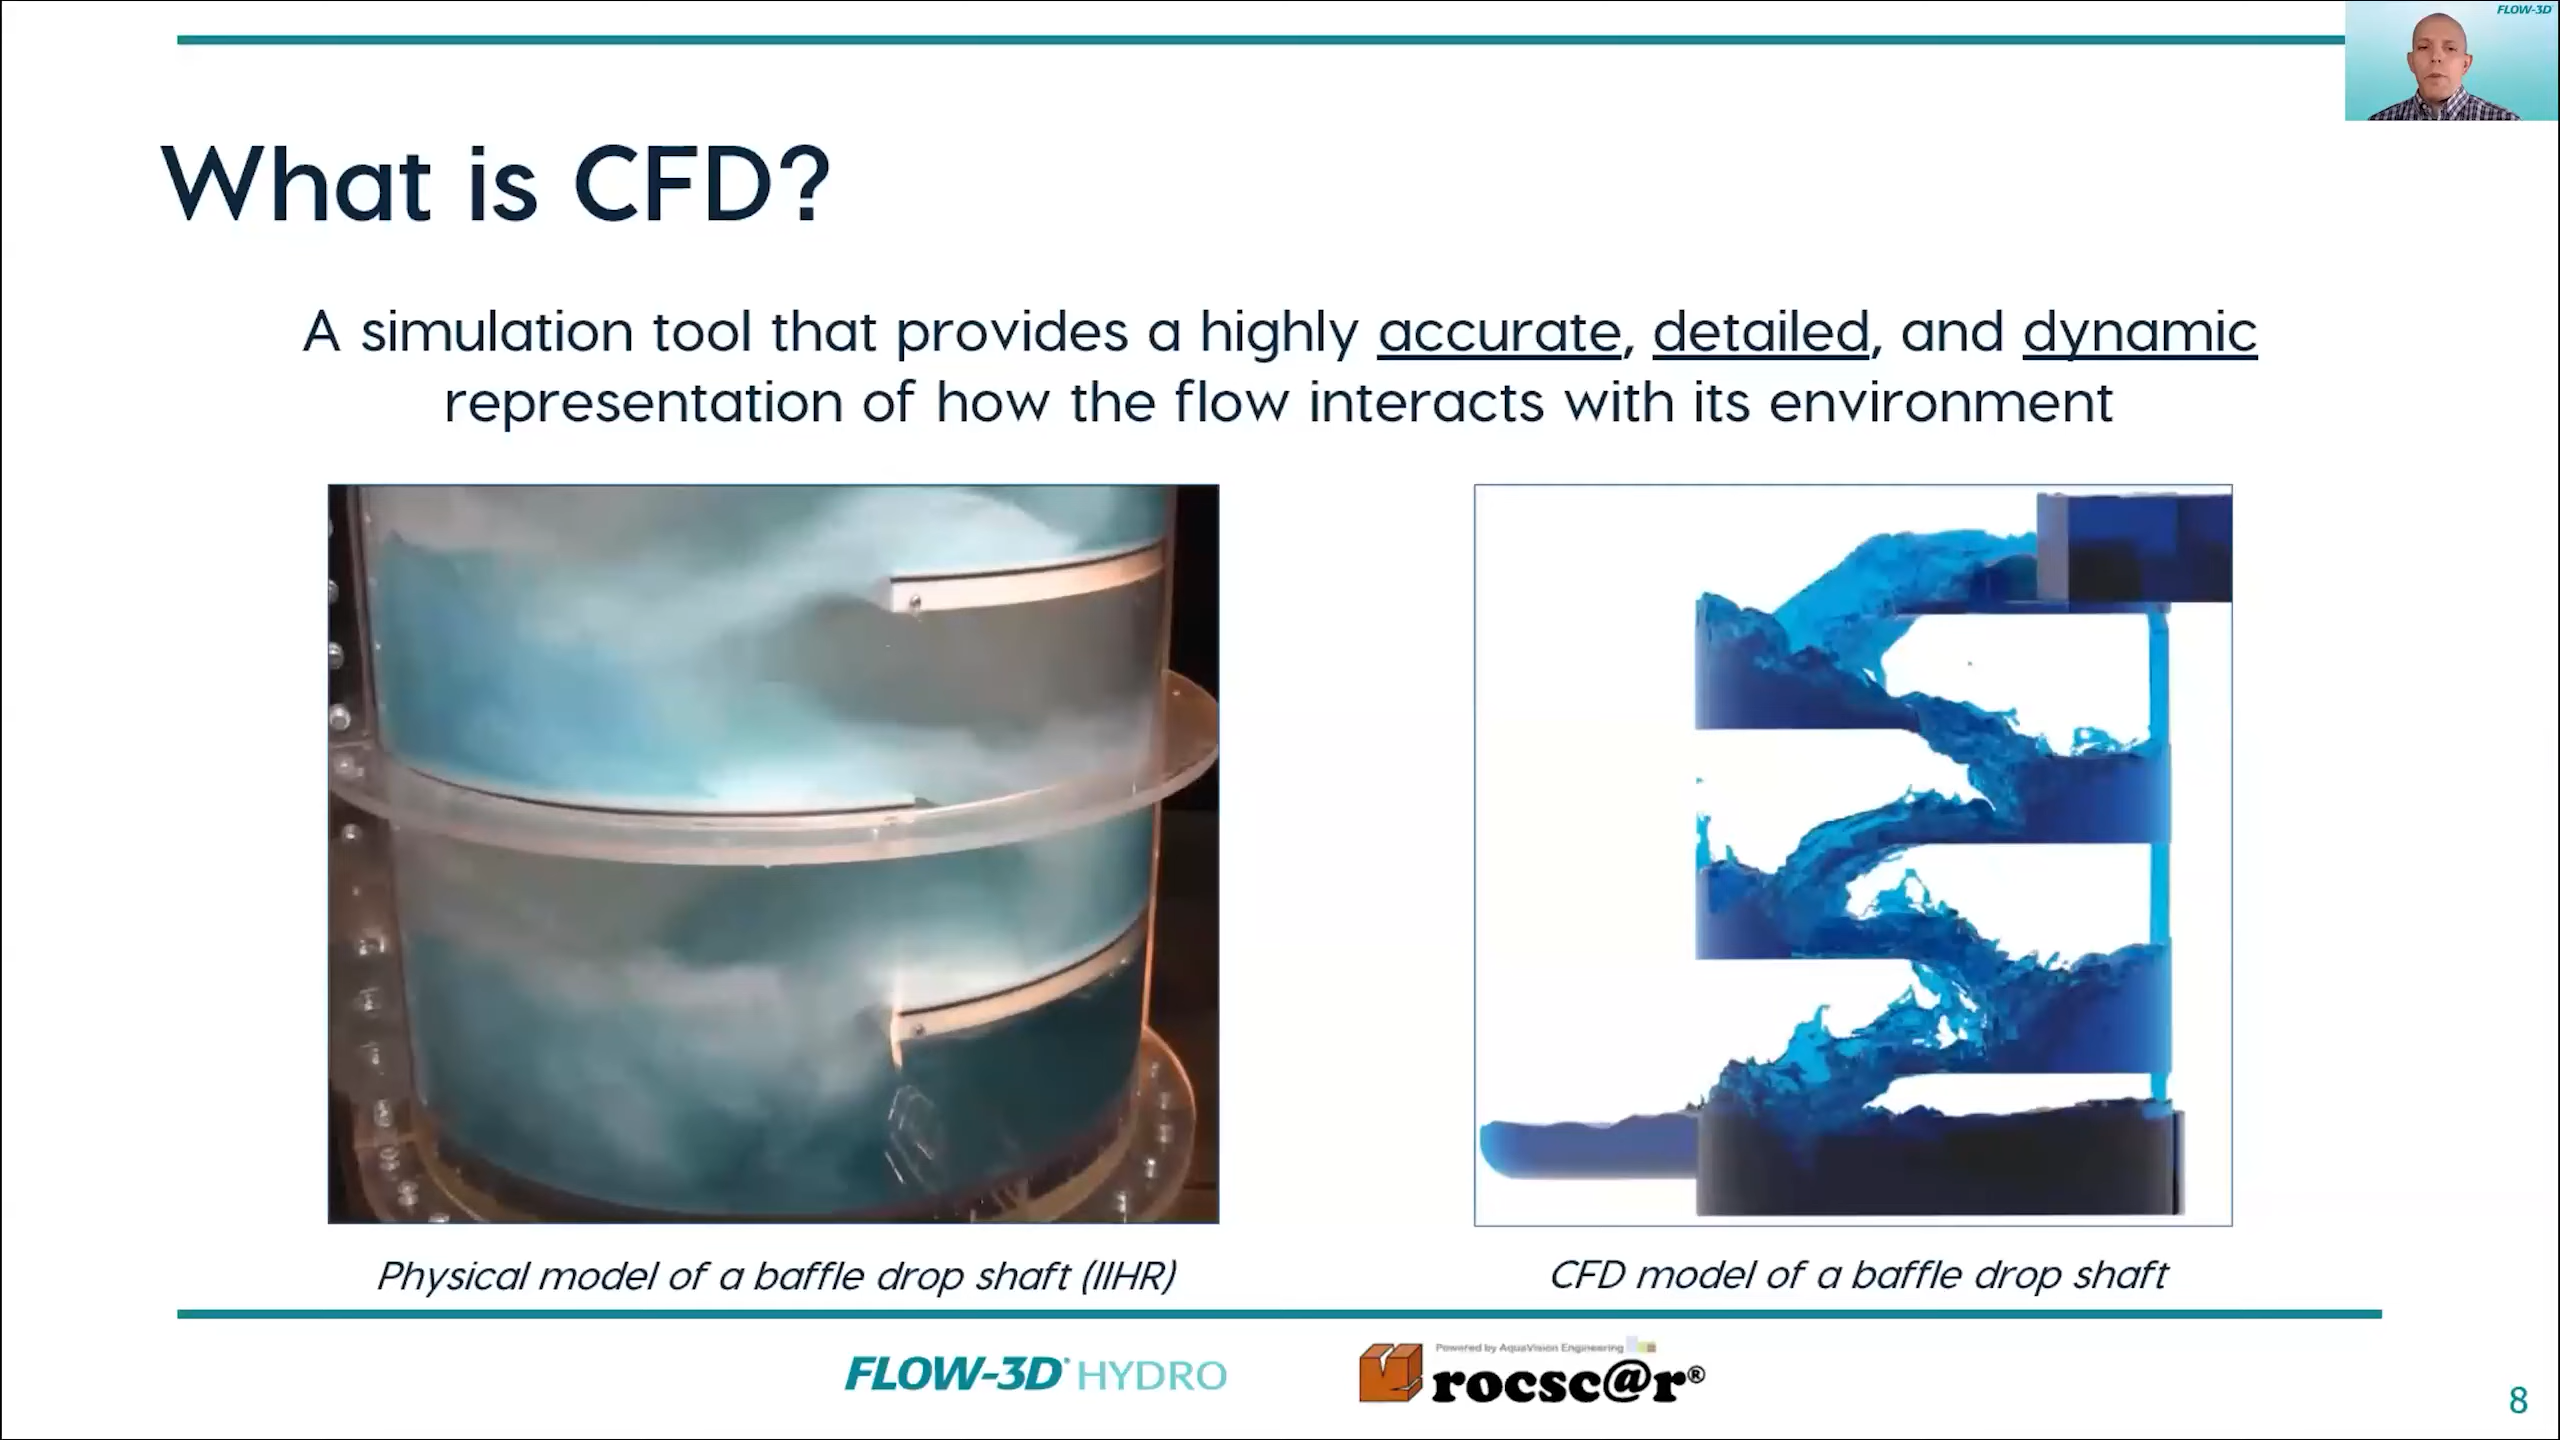 FLOW-3D
What is CFD?
A simulation tool that provides a highly accurate, detailed, and dynamic
representation of how the flow interacts with its environment
Physical model of a baffle drop shaft (IIHR)
CFD model of a baffle drop shaft
FLOW-3D® HYDRO
Powered by AquaVision Engineering
rocsc@r®
8